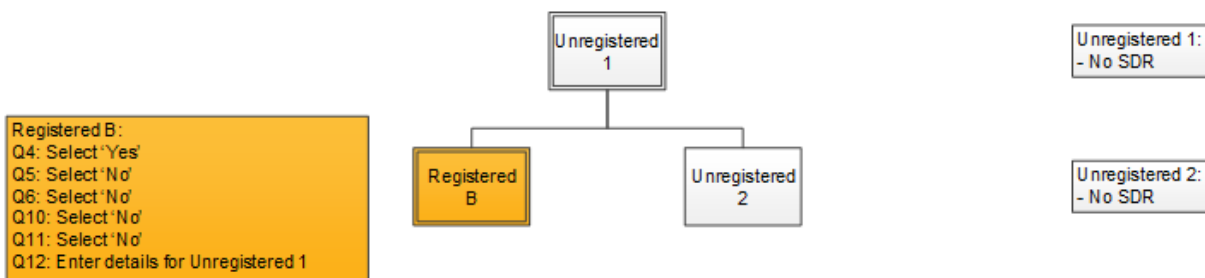 Unregistered
1
Unregistered 1:
- No SDR
Registered B:
Q4: Select ‘Yes’
Q5: Select ‘No’
Q6: Select ‘No’
Q10: Select ‘No’
Q11: Select ‘No’
Q12: Enter details for Unregistered 1
Registered
B
Unregistered
2
Unregistered 2:
- No SDR